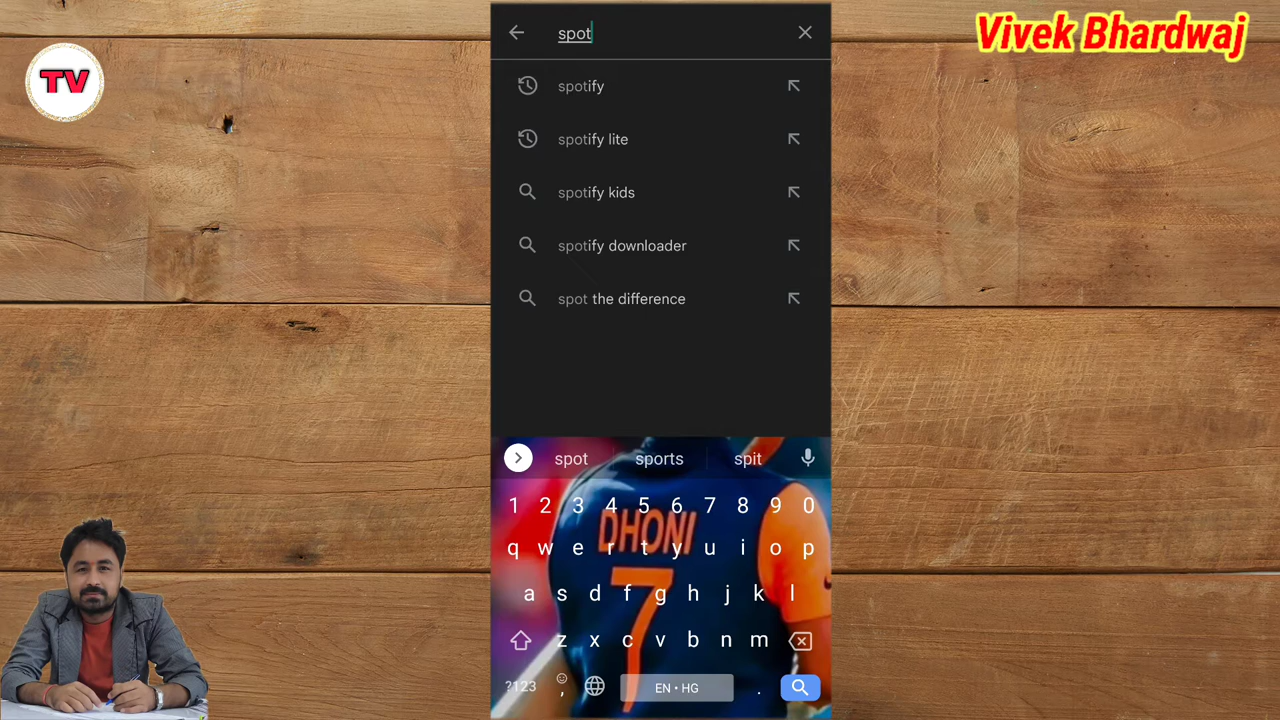 TV
Vivek Bhardwaj
spot
spotify
spotify lite
spotify kids
spotify downloader
spot the difference
spot sports spit
1 2 3 4 5 6 7 8 9 0
DHONI
q w e r t y u i o p
7
a s d f g h j k l
z x c v b n m
?123 , EN • HG .